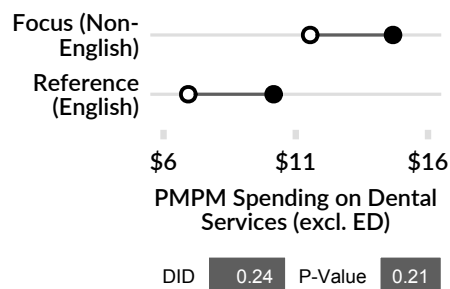 Focus (Non-
English)
Reference
(English)
$6 $11 $16
PMPM Spending on Dental
Services (excl. ED)
DID 0.24 P-Value 0.21